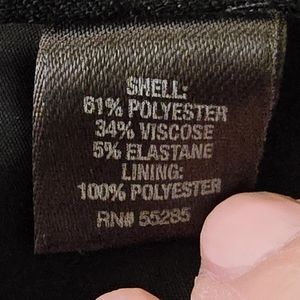 SHELL:
61% POLYESTER
34% VISCOSE
5% ELASTANE
LINING:
100% POLYESTER
RN# 55285